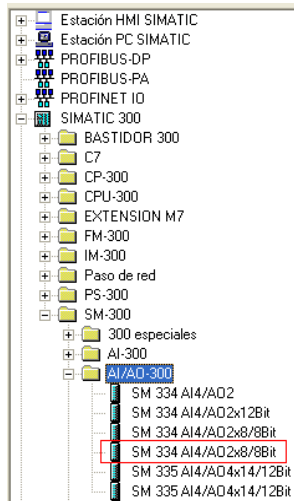 Estación HMI SIMATIC
Estación PC SIMATIC
PROFIBUS-DP
PROFIBUS-PA
PROFINET IO
SIMATIC 300
BASTIDOR 300
C7
CP-300
CPU-300
EXTENSION M7
FM-300
IM-300
Paso de red
PS-300
SM-300
300 especiales
AI-300
AI/AO-300
SM 334 AI4/AO2
SM 334 AI4/AO2x12Bit
SM 334 AI4/AO2x8/8Bit
SM 334 AI4/AO2x8/8Bit
SM 335 AI4/AO4x14/12Bit
SM 335 AI4/AO4x14/12Bit